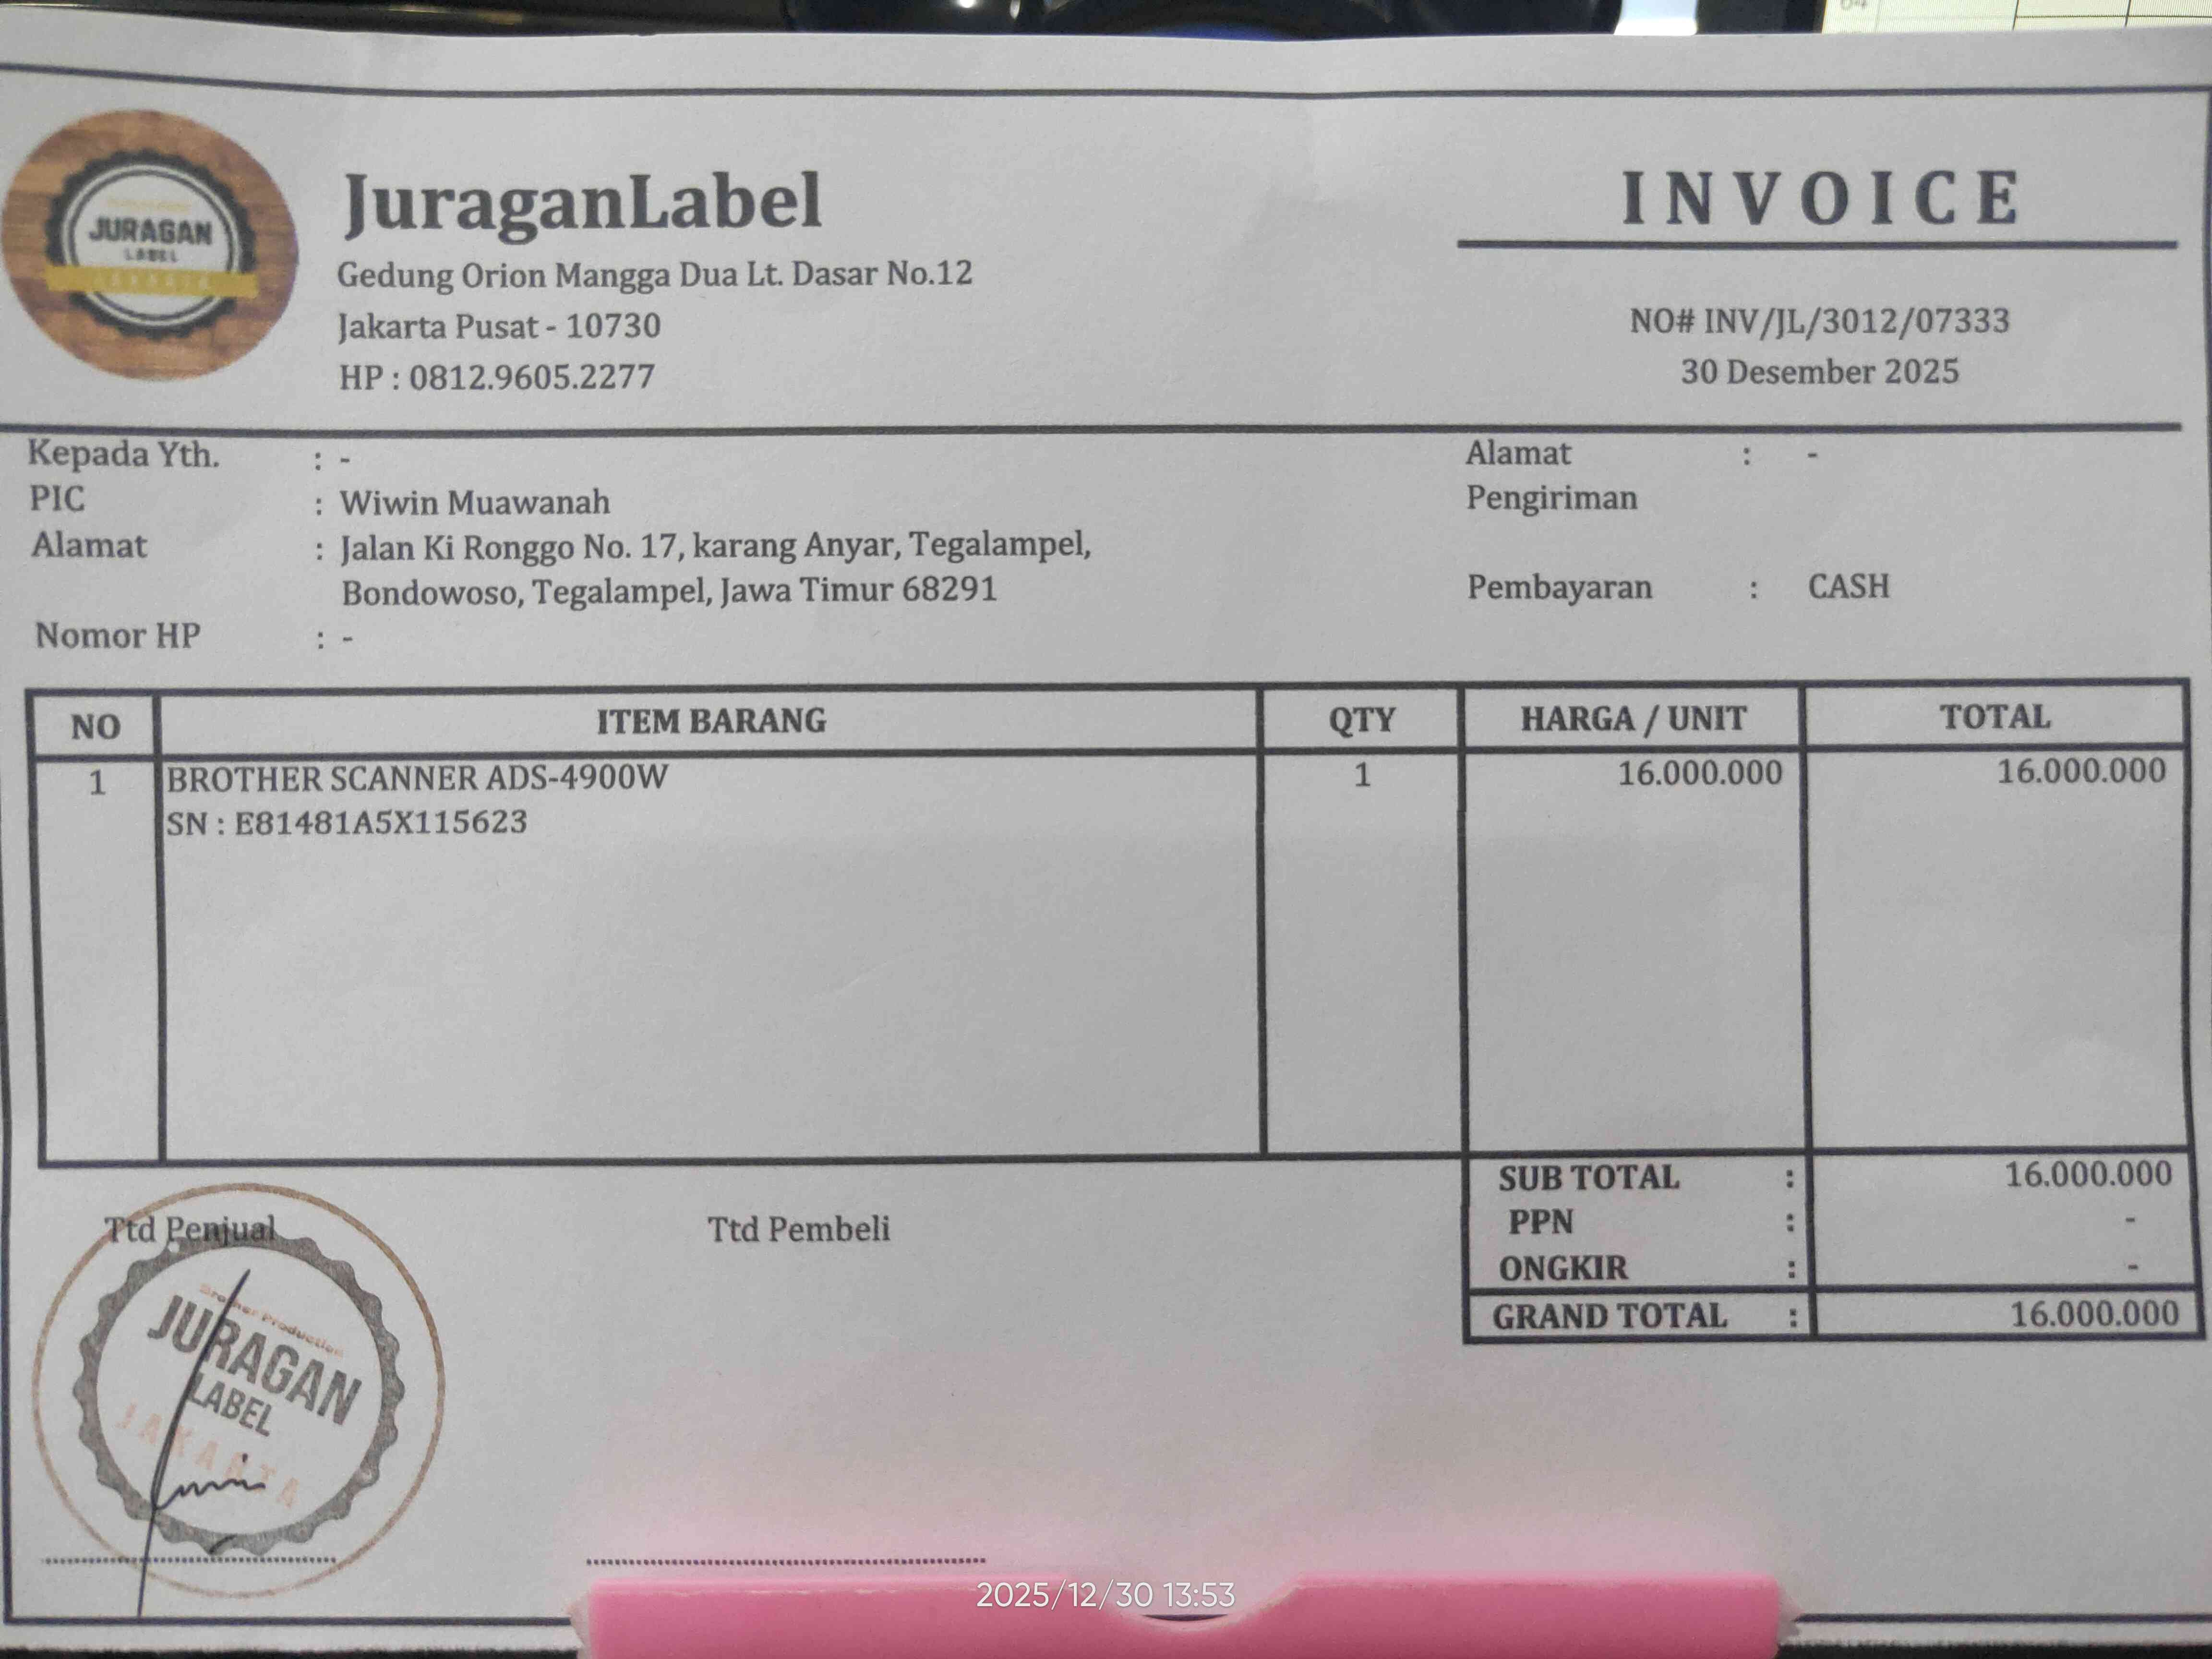 04
JURAGAN
LABEL
JuraganLabel
Gedung Orion Mangga Dua Lt. Dasar No.12
Jakarta Pusat - 10730
HP : 0812.9605.2277
INVOICE
NO# INV/JL/3012/07333
30 Desember 2025
Kepada Yth. : -
PIC : Wiwin Muawanah
Alamat : Jalan Ki Ronggo No. 17, karang Anyar, Tegalampel,
Bondowoso, Tegalampel, Jawa Timur 68291
Nomor HP : -
Alamat : -
Pengiriman
Pembayaran : CASH
NO ITEM BARANG QTY HARGA / UNIT TOTAL
1 BROTHER SCANNER ADS-4900W 1 16.000.000 16.000.000
SN : E81481A5X115623
SUB TOTAL : 16.000.000
PPN : -
ONGKIR : -
GRAND TOTAL : 16.000.000
Ttd Penjual
Ttd Pembeli
Brother Production
JURAGAN
LABEL
JAKARTA
2025/12/30 13:53